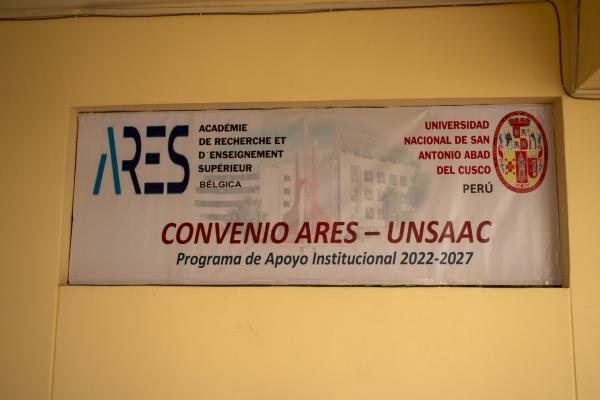 ARES
ACADÉMIE
DE RECHERCHE ET
D'ENSEIGNEMENT
SUPÉRIEUR
BÉLGICA
UNIVERSIDAD
NACIONAL DE SAN
ANTONIO ABAD
DEL CUSCO
PERÚ
CONVENIO ARES – UNSAAC
Programa de Apoyo Institucional 2022-2027